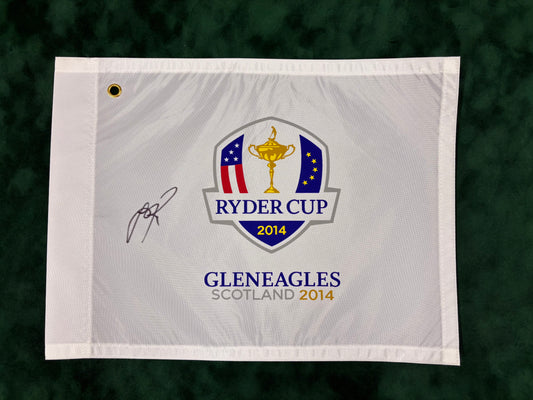 RYDER CUP
2014
GLENEAGLES
SCOTLAND 2014